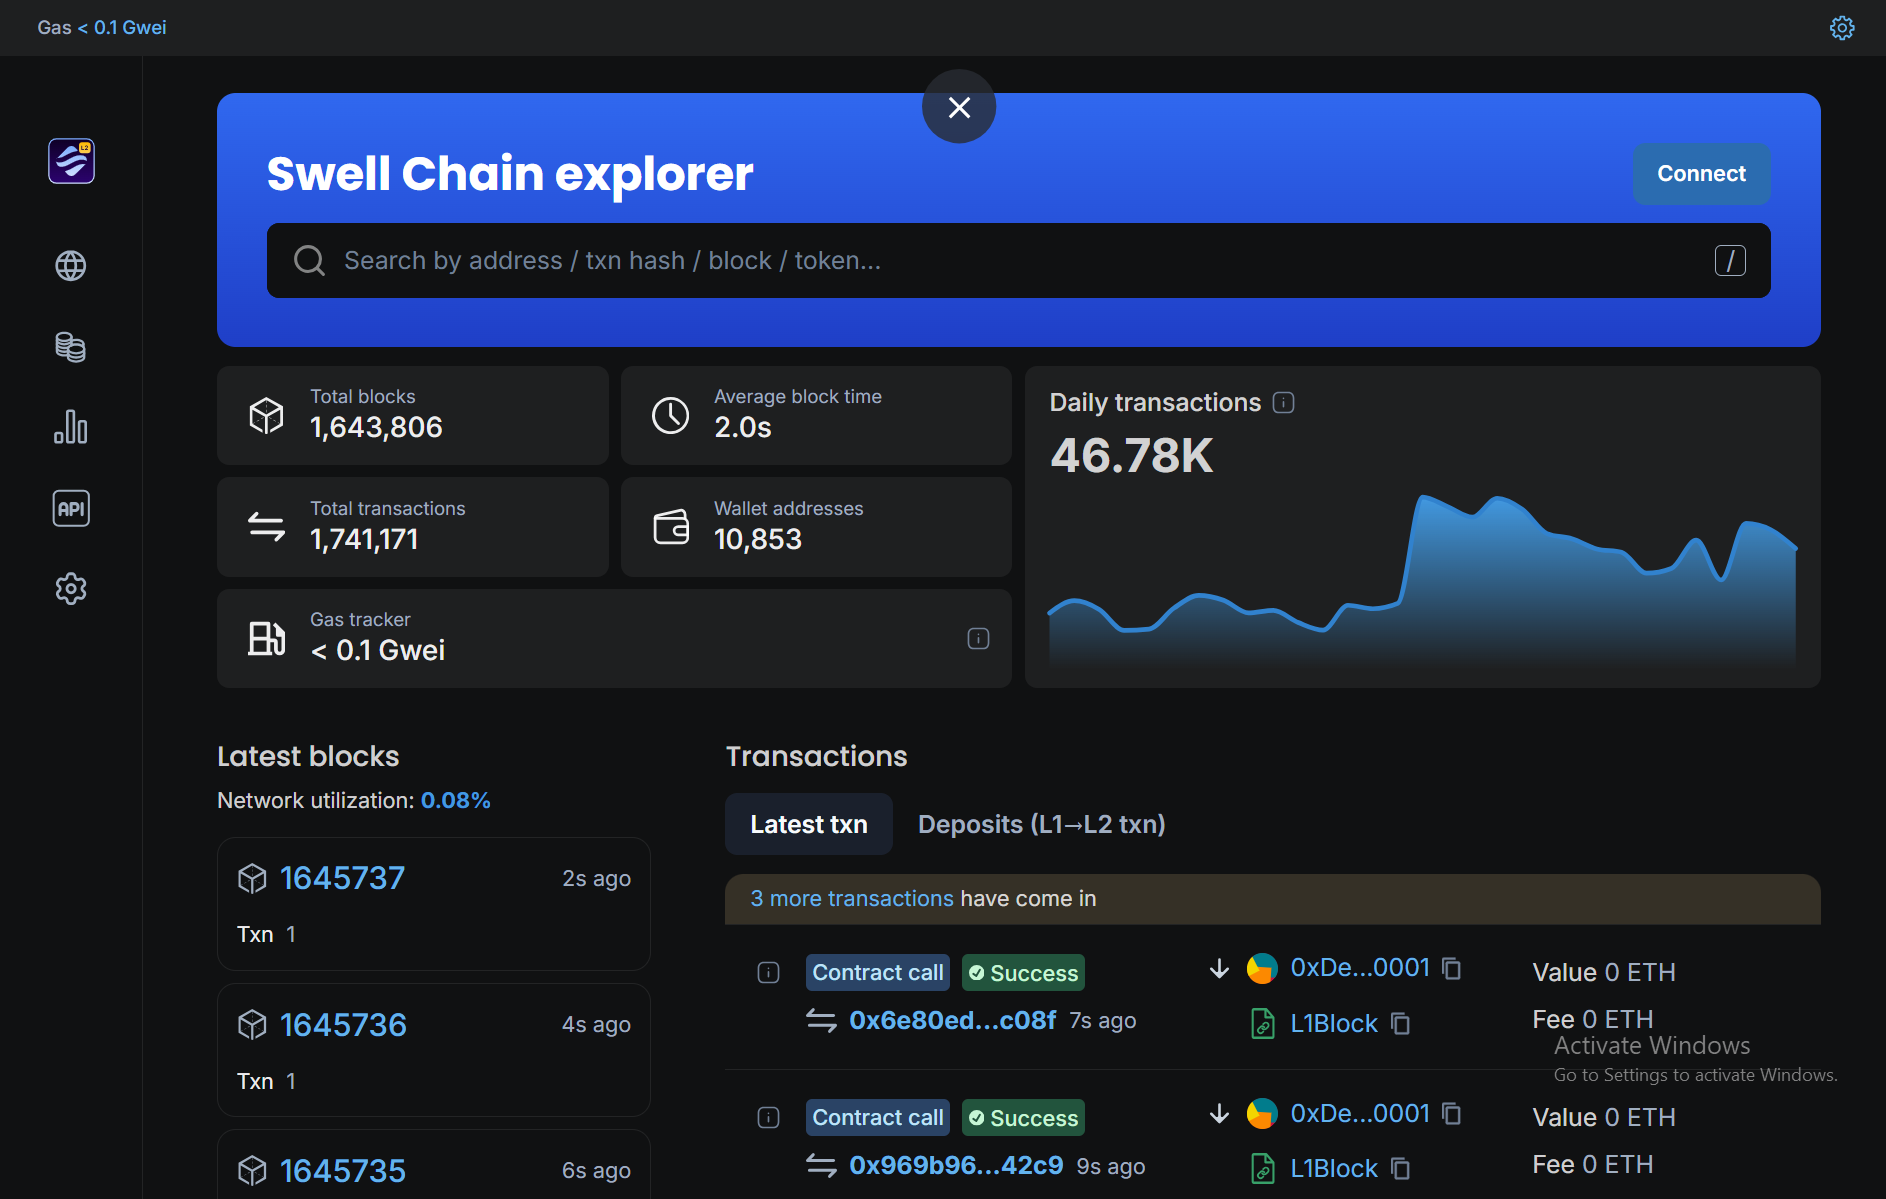 Gas < 0.1 Gwei
L2
Swell Chain explorer
Connect
Search by address / txn hash / block / token...
/
API
Total blocks
1,643,806
Average block time
2.0s
Total transactions
1,741,171
Wallet addresses
10,853
Gas tracker
< 0.1 Gwei
Daily transactions
46.78K
Latest blocks
Network utilization: 0.08%
1645737 2s ago
Txn 1
1645736 4s ago
Txn 1
1645735 6s ago
Transactions
Latest txn Deposits (L1→L2 txn)
3 more transactions have come in
Contract call Success
0x6e80ed...c08f 7s ago
0xDe...0001
L1Block
Value 0 ETH
Fee 0 ETH
Activate Windows
Go to Settings to activate Windows.
Contract call Success
0x969b96...42c9 9s ago
0xDe...0001
L1Block
Value 0 ETH
Fee 0 ETH